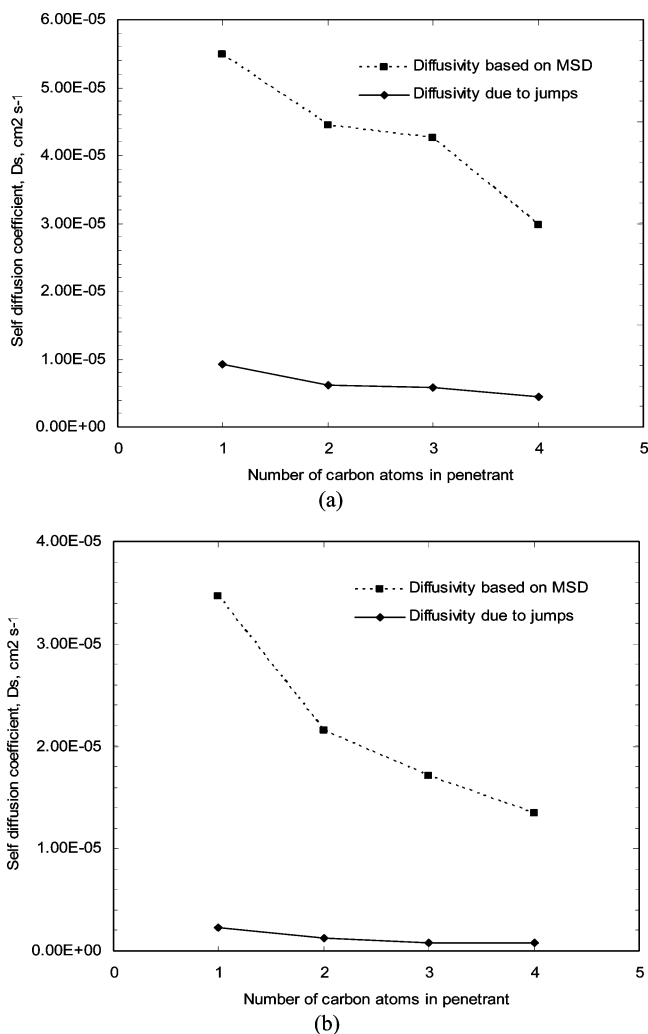 6.00E-05
5.00E-05
4.00E-05
3.00E-05
2.00E-05
1.00E-05
0.00E+00
Self diffusion coefficient, Ds, cm2 s-1
Diffusivity based on MSD
Diffusivity due to jumps
0 1 2 3 4 5
Number of carbon atoms in penetrant
(a)
4.00E-05
3.00E-05
2.00E-05
1.00E-05
0.00E+00
Self diffusion coefficient, Ds, cm2 s-1
Diffusivity based on MSD
Diffusivity due to jumps
0 1 2 3 4 5
Number of carbon atoms in penetrant
(b)